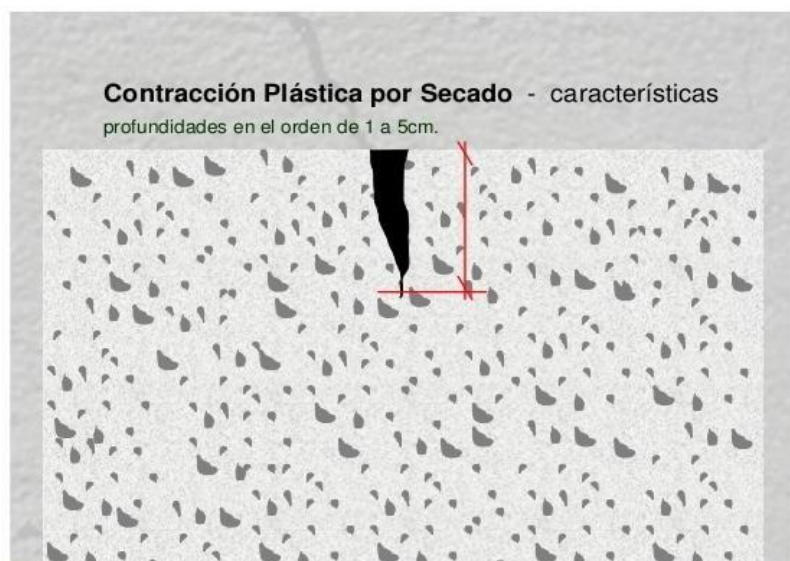 Contracción Plástica por Secado - características
profundidades en el orden de 1 a 5cm.